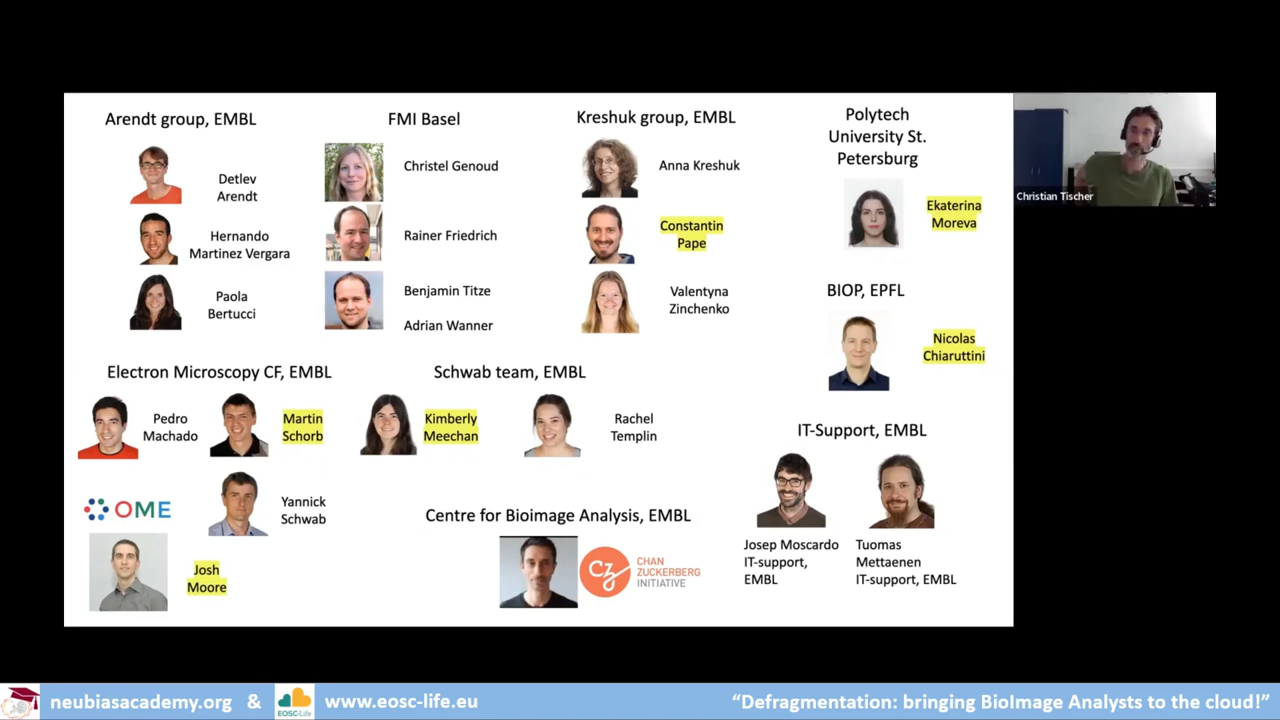 Arendt group, EMBL
Detlev
Arendt
Hernando
Martinez Vergara
Paola
Bertucci
FMI Basel
Christel Genoud
Rainer Friedrich
Benjamin Titze
Adrian Wanner
Kreshuk group, EMBL
Anna Kreshuk
Constantin
Pape
Valentyna
Zinchenko
Polytech
University St.
Petersburg
Ekaterina
Moreva
BIOP, EPFL
Nicolas
Chiaruttini
Christian Tischer
Electron Microscopy CF, EMBL
Pedro
Machado
Martin
Schorb
Yannick
Schwab
OME
Josh
Moore
Schwab team, EMBL
Kimberly
Meechan
Rachel
Templin
Centre for Bioimage Analysis, EMBL
CZ
CHAN
ZUCKERBERG
INITIATIVE
IT-Support, EMBL
Josep Moscardo
IT-support,
EMBL
Tuomas
Mettaenen
IT-support, EMBL
neubiasacademy.org & www.eosc-life.eu
EOSC-Life
“Defragmentation: bringing BioImage Analysts to the cloud!”